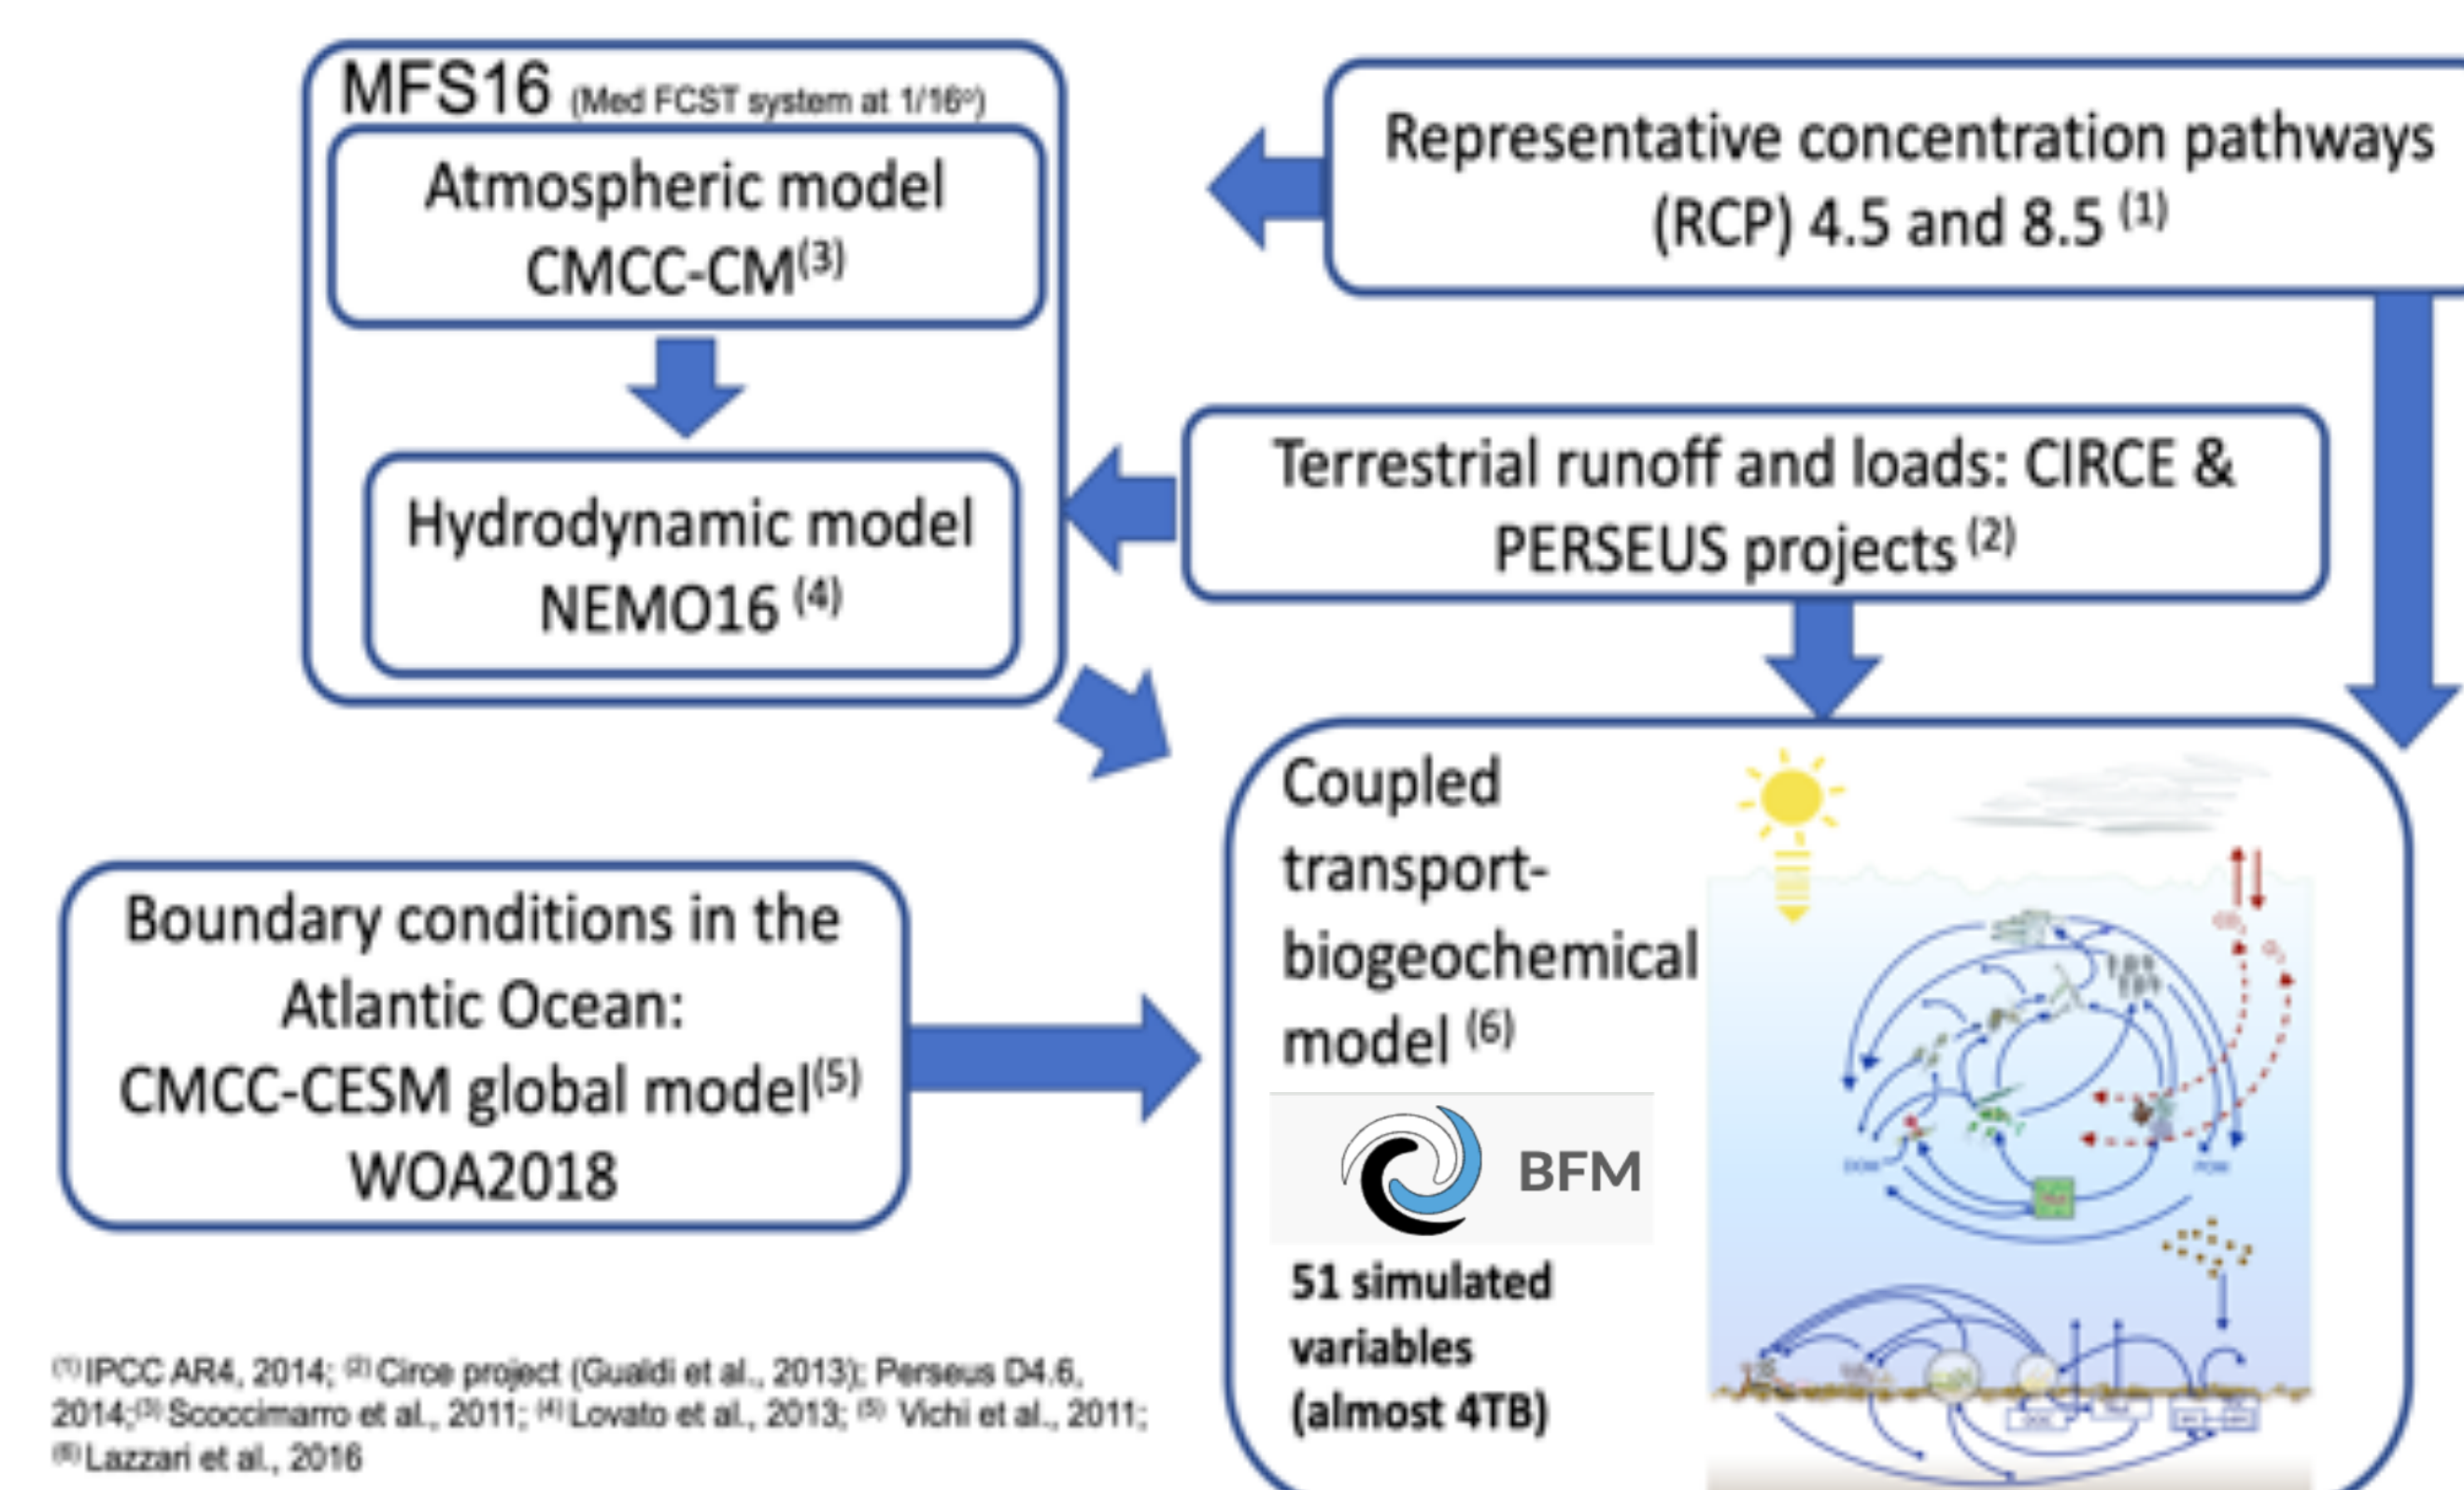 MFS16 (Med FCST system at 1/16º)
Atmospheric model
CMCC-CM(3)
Hydrodynamic model
NEMO16 (4)
Representative concentration pathways
(RCP) 4.5 and 8.5 (1)
Terrestrial runoff and loads: CIRCE &
PERSEUS projects (2)
Boundary conditions in the
Atlantic Ocean:
CMCC-CESM global model(5)
WOA2018
Coupled
transport-
biogeochemical
model (6)
BFM
51 simulated
variables
(almost 4TB)
(1) IPCC AR4, 2014; (2) Circe project (Gualdi et al., 2013); Perseus D4.6,
2014;(3) Scoccimarro et al., 2011; (4) Lovato et al., 2013; (5) Vichi et al., 2011;
(6) Lazzari et al., 2016